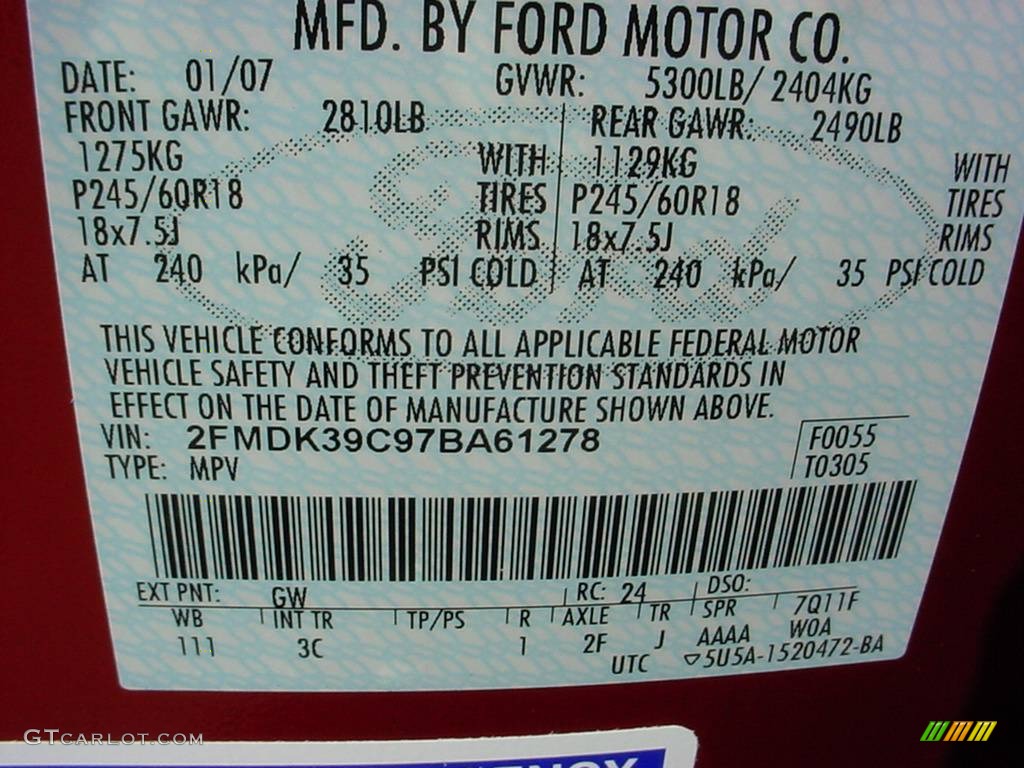 MFD. BY FORD MOTOR CO.
DATE: 01/07 GVWR: 5300LB/ 2404KG
FRONT GAWR: 2810LB REAR GAWR: 2490LB
1275KG WITH 1129KG WITH
P245/60R18 TIRES P245/60R18 TIRES
18x7.5J RIMS 18x7.5J RIMS
AT 240 kPa/ 35 PSI COLD AT 240 kPa/ 35 PSI COLD
THIS VEHICLE CONFORMS TO ALL APPLICABLE FEDERAL MOTOR
VEHICLE SAFETY AND THEFT PREVENTION STANDARDS IN
EFFECT ON THE DATE OF MANUFACTURE SHOWN ABOVE.
VIN: 2FMDK39C97BA61278 F0055
TYPE: MPV T0305
EXT PNT: GW RC: 24 DSO:
WB INT TR TP/PS R AXLE TR SPR 7Q11F
111 3C 1 2F J AAAA WOA
UTC ▽5U5A-1520472-BA
GTCARLOT.COM